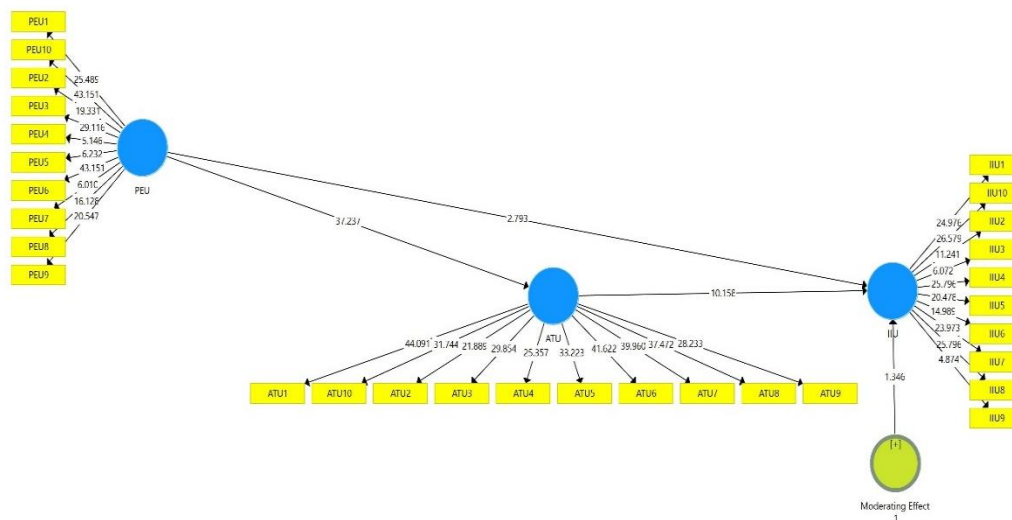 PEU1
PEU10
PEU2
PEU3
PEU4
PEU5
PEU6
PEU7
PEU8
PEU9
25.489
43.151
19.331
29.116
5.146
6.232
43.151
6.010
16.128
20.547
PEU
37.237
2.793
10.158
ATU
44.091
31.744
21.889
29.854
25.357
33.223
41.622
39.960
37.472
28.233
ATU1
ATU10
ATU2
ATU3
ATU4
ATU5
ATU6
ATU7
ATU8
ATU9
IIU
24.976
26.579
11.241
6.072
25.796
20.478
14.989
23.973
25.796
4.874
IIU1
IIU10
IIU2
IIU3
IIU4
IIU5
IIU6
IIU7
IIU8
IIU9
1.346
[+]
Moderating Effect
1